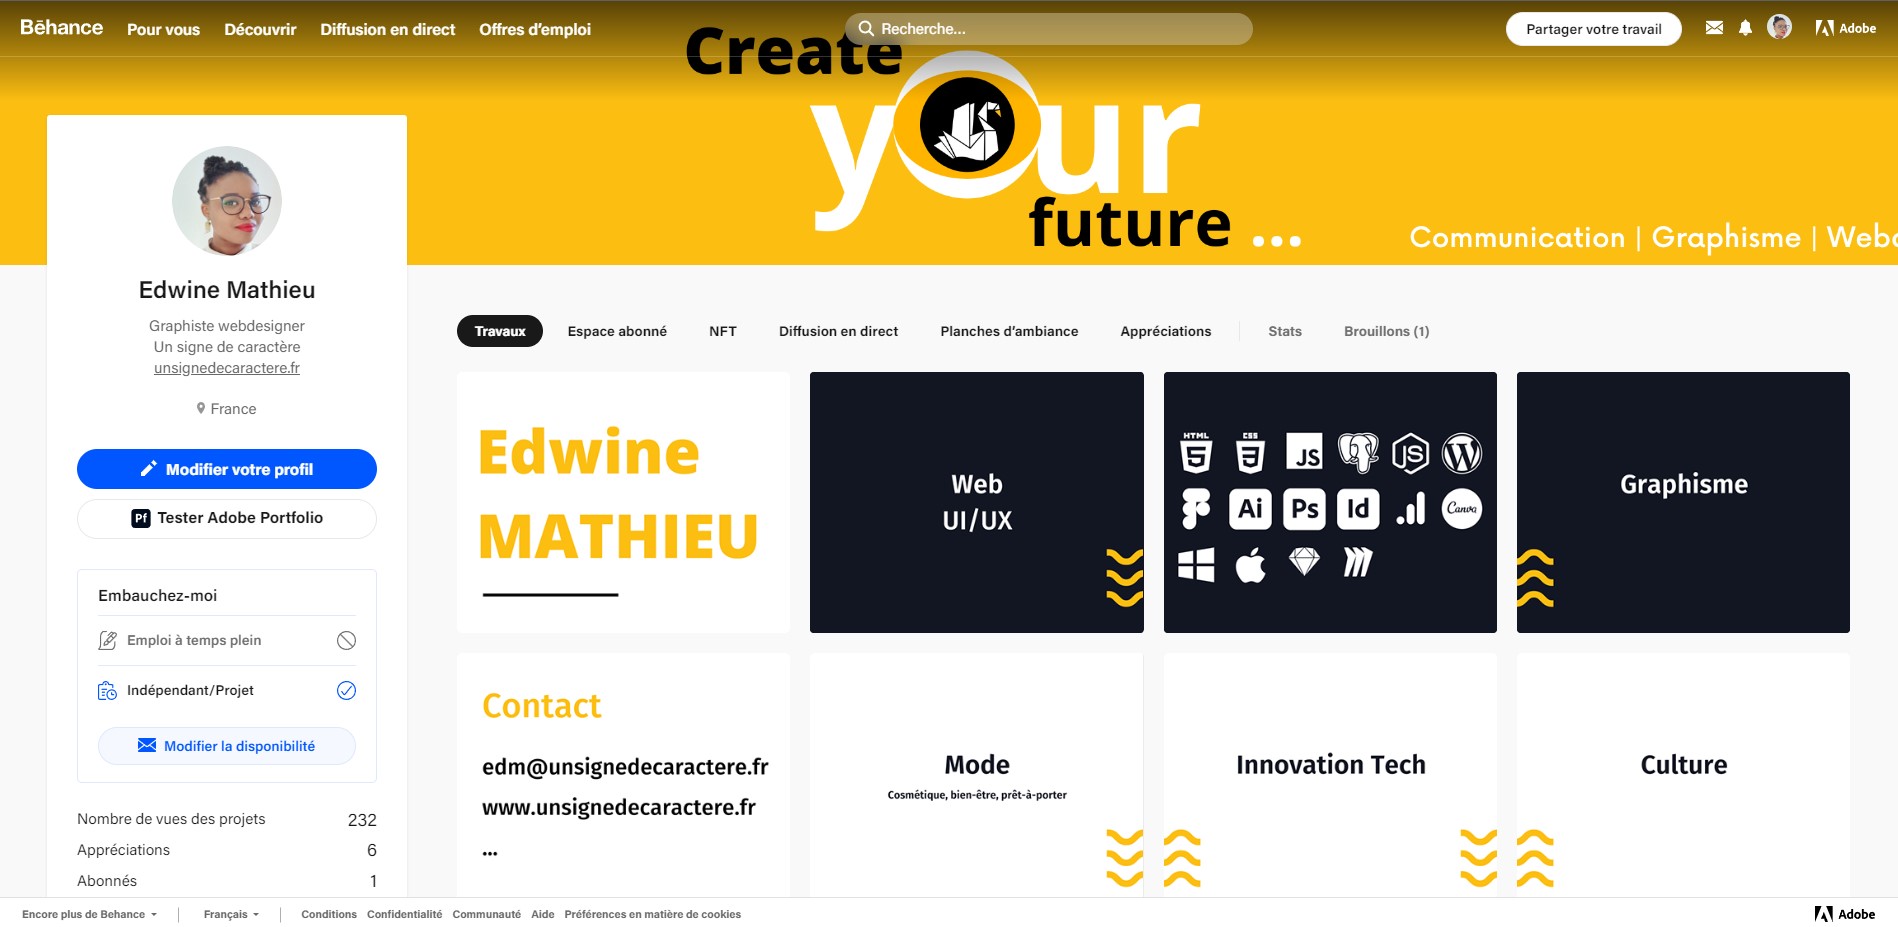 Bēhance
Pour vous
Découvrir
Diffusion en direct
Offres d’emploi
Recherche...
Partager votre travail
Adobe
Create
your
future ...
Communication | Graphisme | Web
Edwine Mathieu
Graphiste webdesigner
Un signe de caractère
unsignedecaractere.fr
France
Modifier votre profil
Pf Tester Adobe Portfolio
Embauchez-moi
Emploi à temps plein
Indépendant/Projet
Modifier la disponibilité
Nombre de vues des projets 232
Appréciations 6
Abonnés 1
Travaux
Espace abonné
NFT
Diffusion en direct
Planches d’ambiance
Appréciations
Stats
Brouillons (1)
Edwine
MATHIEU
Web
UI/UX
HTML
5
CSS
3
JS
JS
W
Ai
Ps
Id
Canva
Graphisme
Contact
edm@unsignedecaractere.fr
www.unsignedecaractere.fr
...
Mode
Cosmétique, bien-être, prêt-à-porter
Innovation Tech
Culture
Encore plus de Behance
Français
Conditions
Confidentialité
Communauté
Aide
Préférences en matière de cookies
Adobe